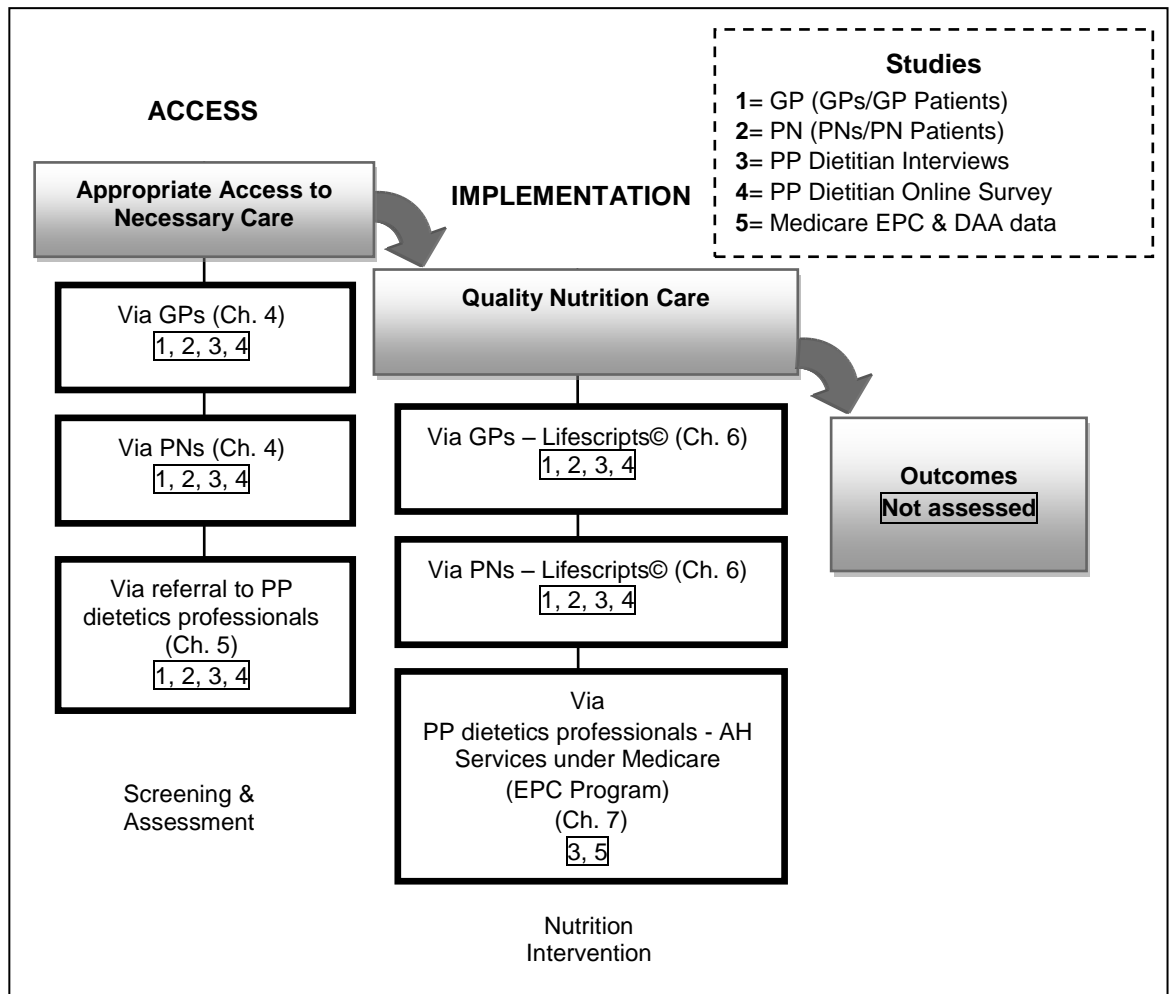 ACCESS
Appropriate Access to
Necessary Care
Via GPs (Ch. 4)
1, 2, 3, 4
Via PNs (Ch. 4)
1, 2, 3, 4
Via referral to PP
dietetics professionals
(Ch. 5)
1, 2, 3, 4
Screening &
Assessment
IMPLEMENTATION
Quality Nutrition Care
Via GPs – Lifescripts© (Ch. 6)
1, 2, 3, 4
Via PNs – Lifescripts© (Ch. 6)
1, 2, 3, 4
Via
PP dietetics professionals - AH
Services under Medicare
(EPC Program)
(Ch. 7)
3, 5
Nutrition
Intervention
Studies
1= GP (GPs/GP Patients)
2= PN (PNs/PN Patients)
3= PP Dietitian Interviews
4= PP Dietitian Online Survey
5= Medicare EPC & DAA data
Outcomes
Not assessed